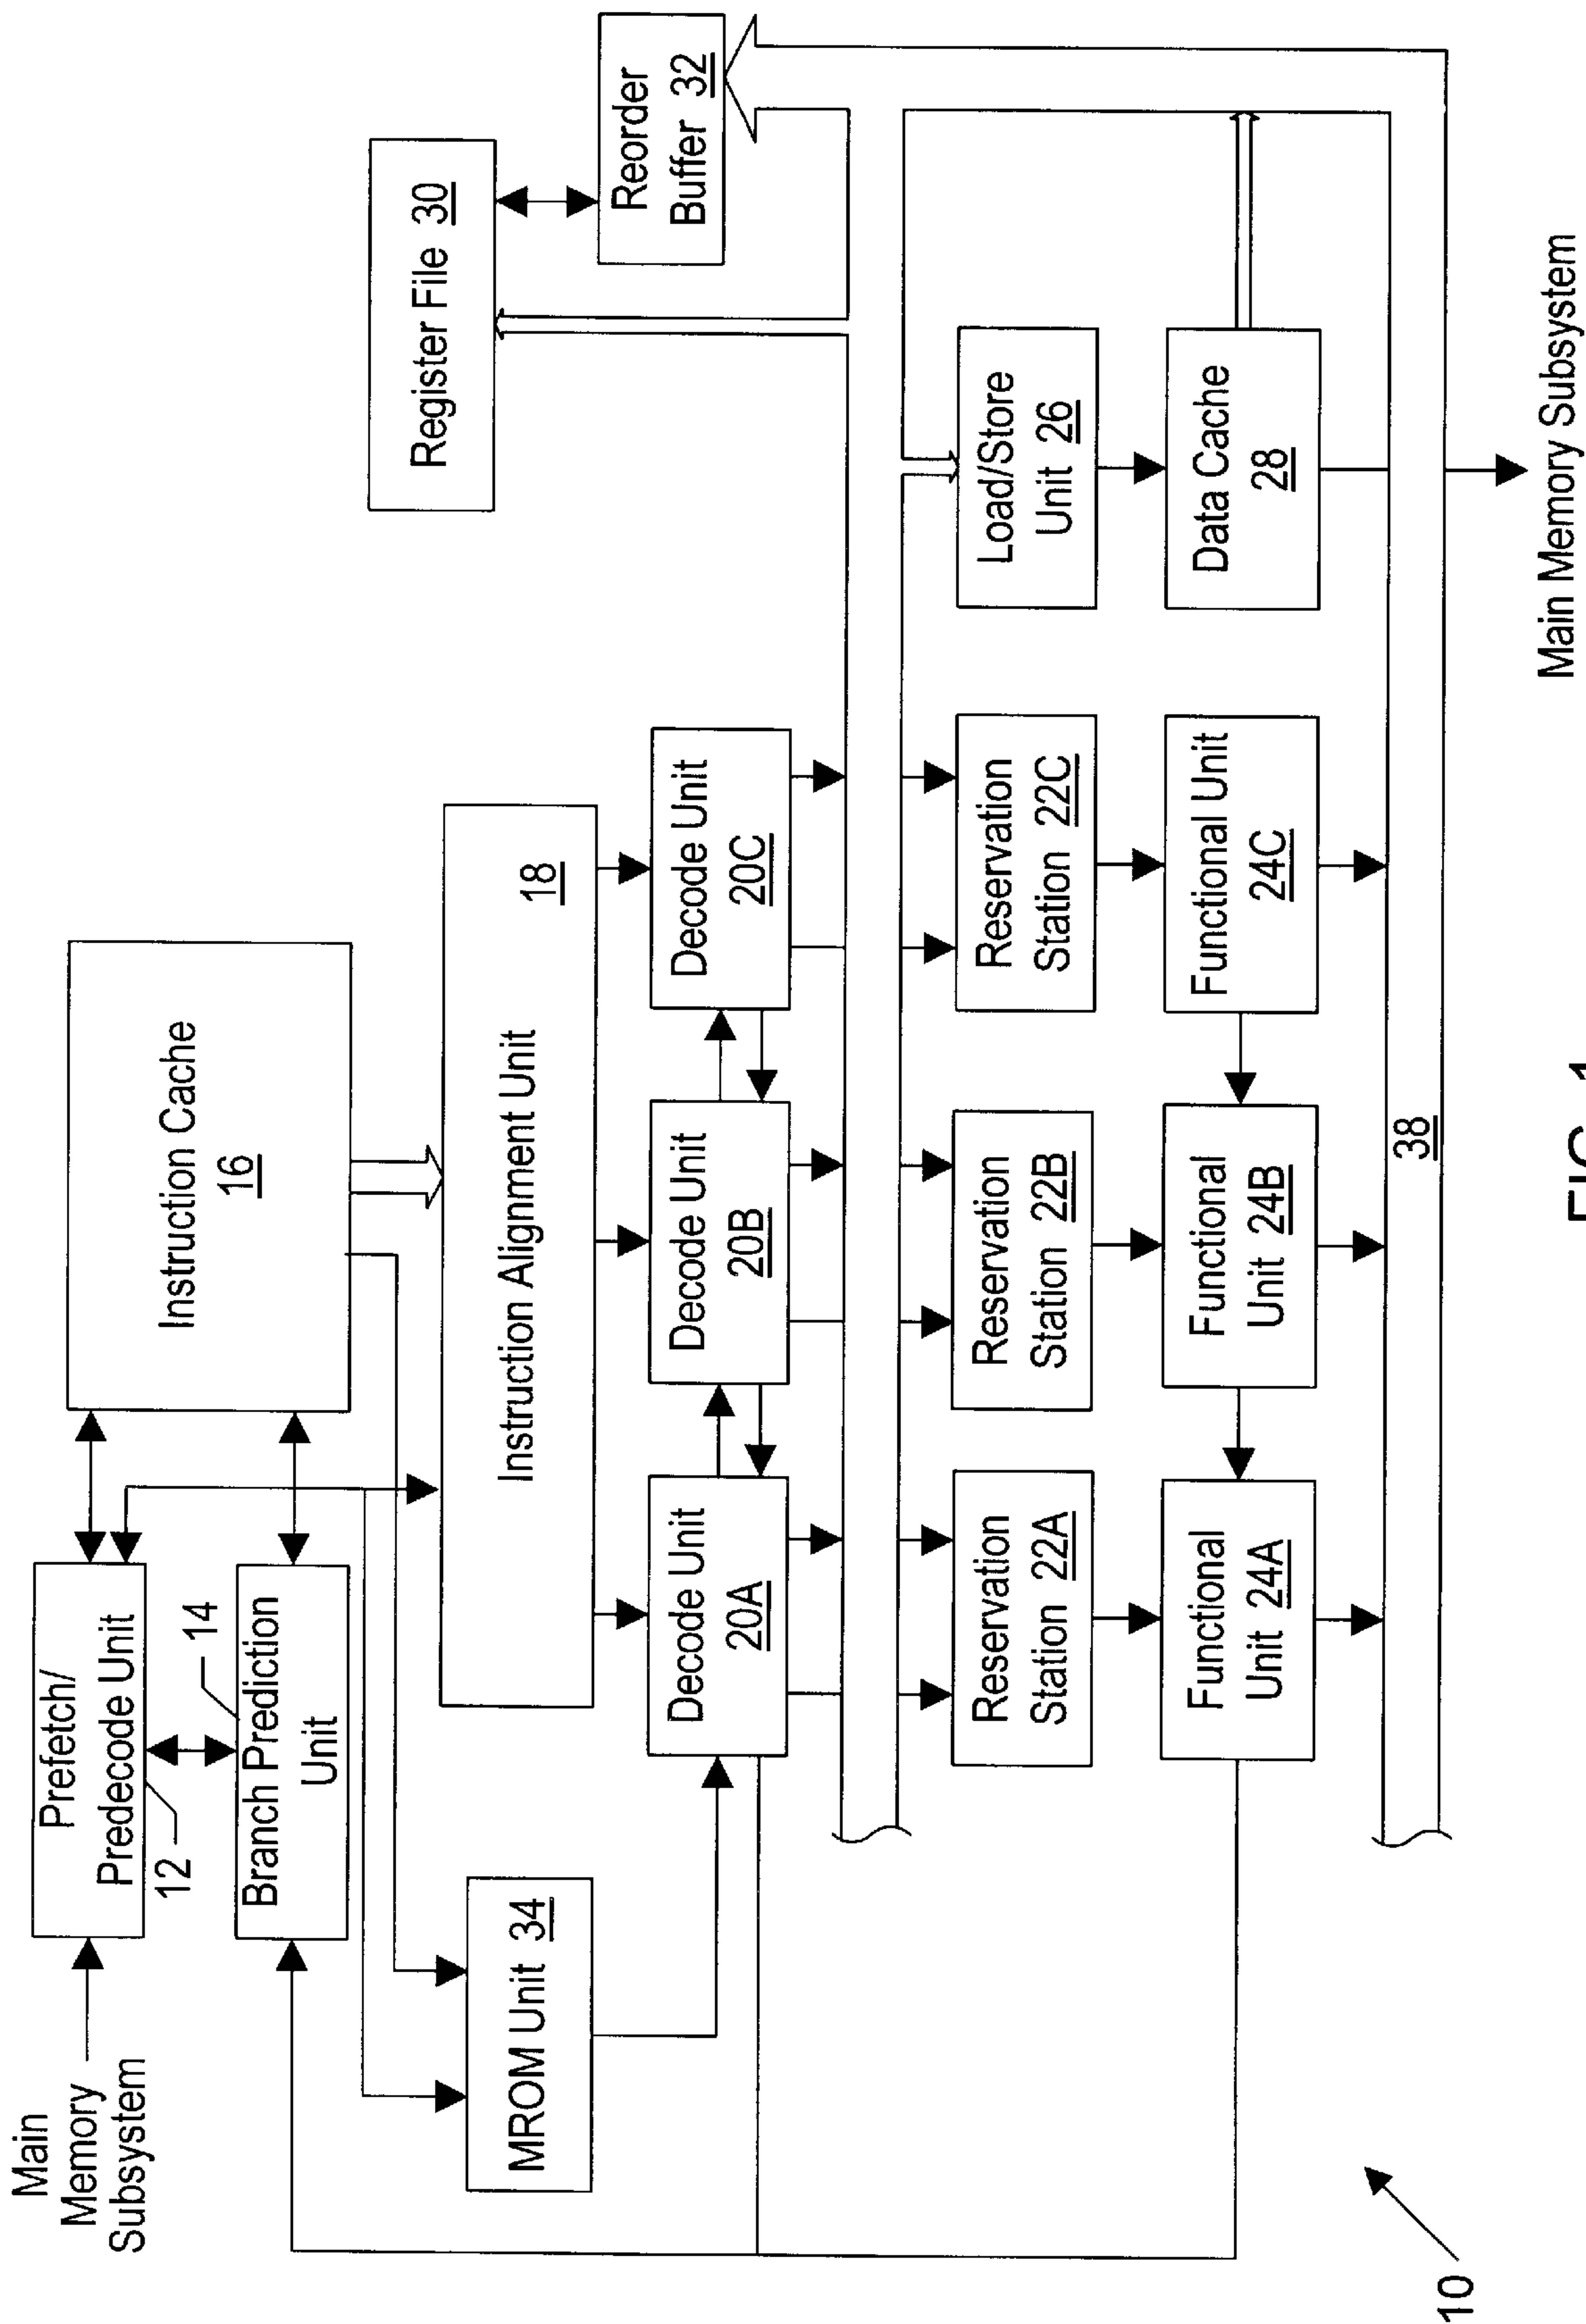 Main
Memory
Subsystem
Prefetch/
Predecode Unit
12
14
Branch Prediction
Unit
Instruction Cache
16
MROM Unit 34
Instruction Alignment Unit
18
Register File 30
Reorder
Buffer 32
Decode Unit
20A
Decode Unit
20B
Decode Unit
20C
Reservation
Station 22A
Reservation
Station 22B
Reservation
Station 22C
Load/Store
Unit 26
Functional
Unit 24A
Functional
Unit 24B
Functional Unit
24C
Data Cache
28
38
Main Memory Subsystem
10
FIG. 1